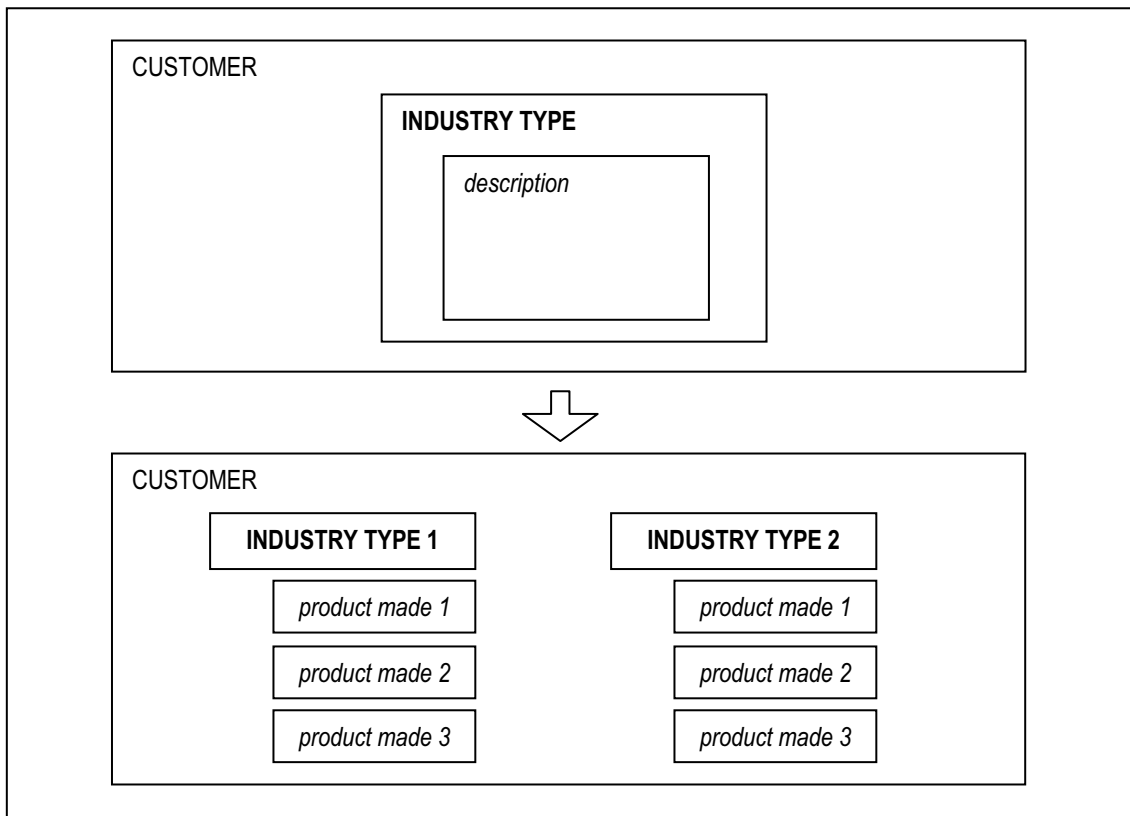 CUSTOMER
INDUSTRY TYPE
description
CUSTOMER
INDUSTRY TYPE 1
INDUSTRY TYPE 2
product made 1
product made 1
product made 2
product made 2
product made 3
product made 3